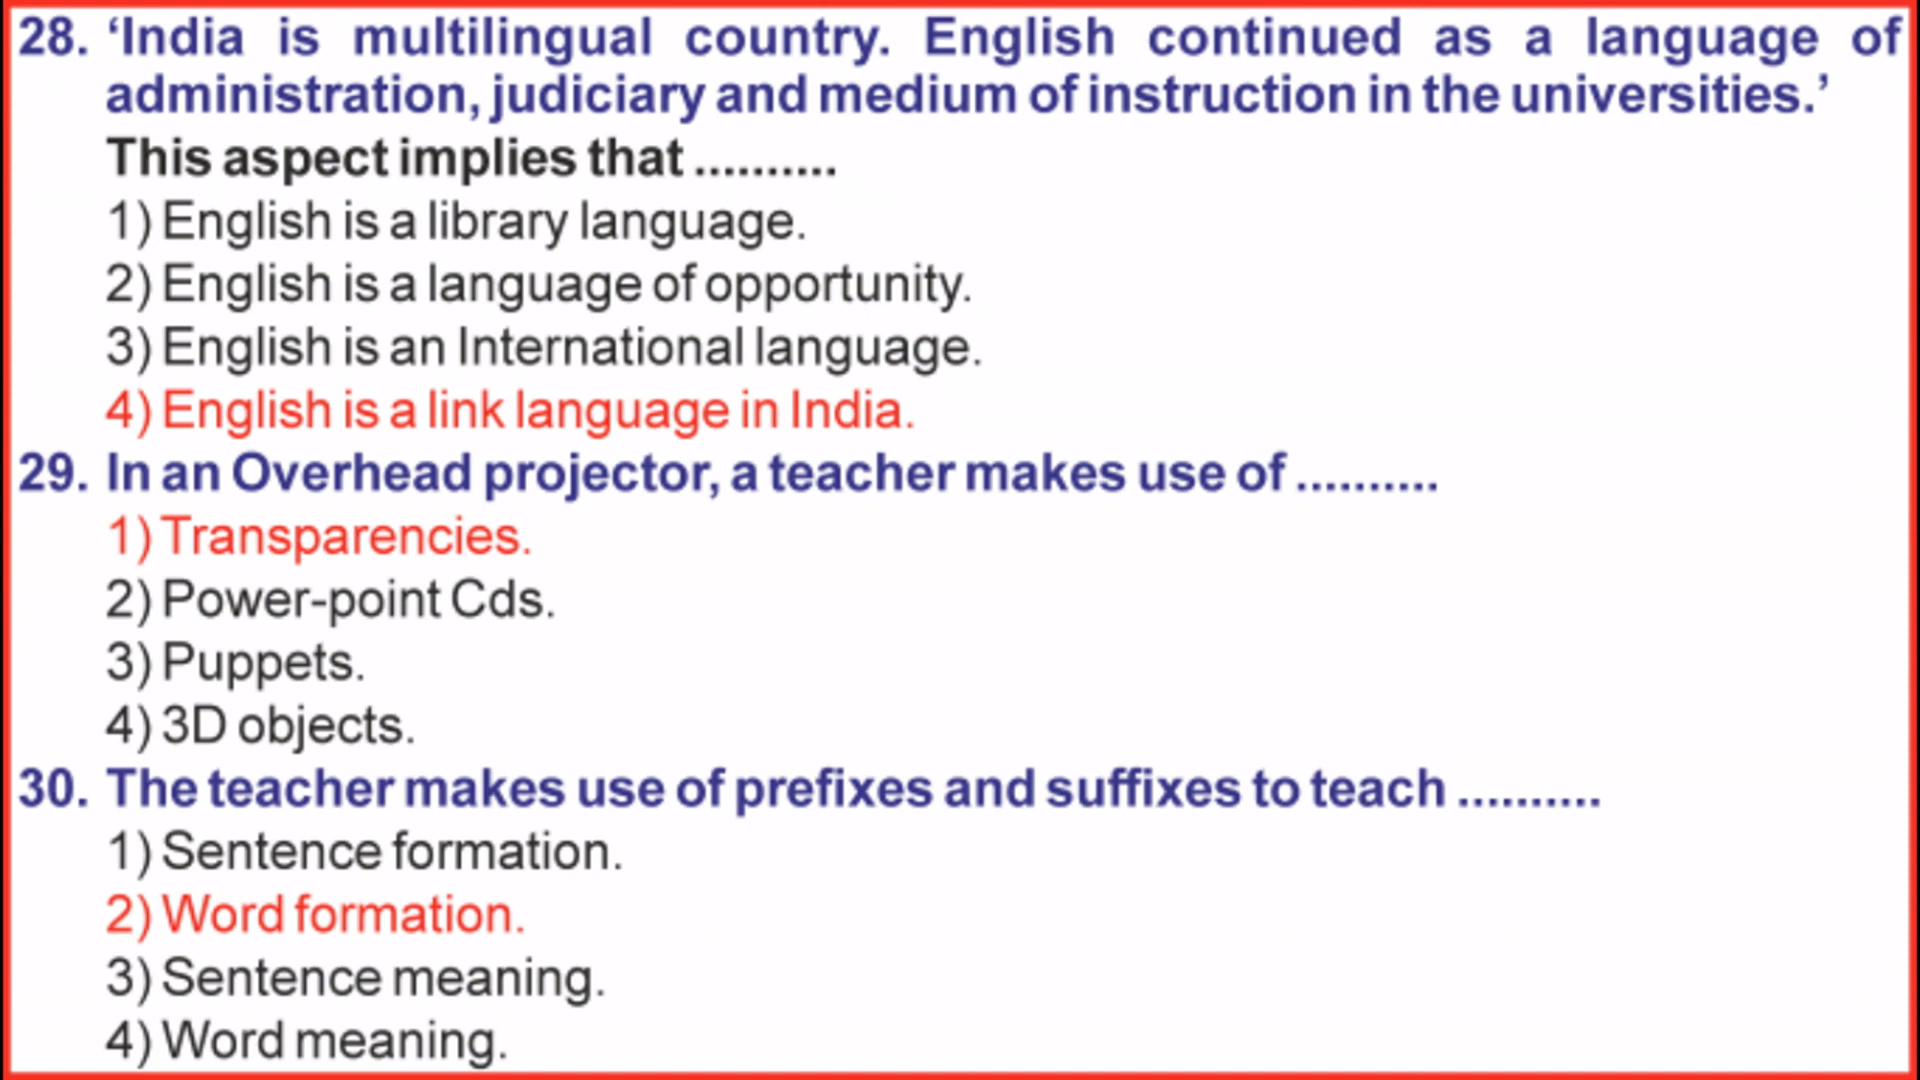 28. ‘India is multilingual country. English continued as a language of
administration, judiciary and medium of instruction in the universities.’
This aspect implies that ..........
1) English is a library language.
2) English is a language of opportunity.
3) English is an International language.
4) English is a link language in India.
29. In an Overhead projector, a teacher makes use of ..........
1) Transparencies.
2) Power-point Cds.
3) Puppets.
4) 3D objects.
30. The teacher makes use of prefixes and suffixes to teach ..........
1) Sentence formation.
2) Word formation.
3) Sentence meaning.
4) Word meaning.